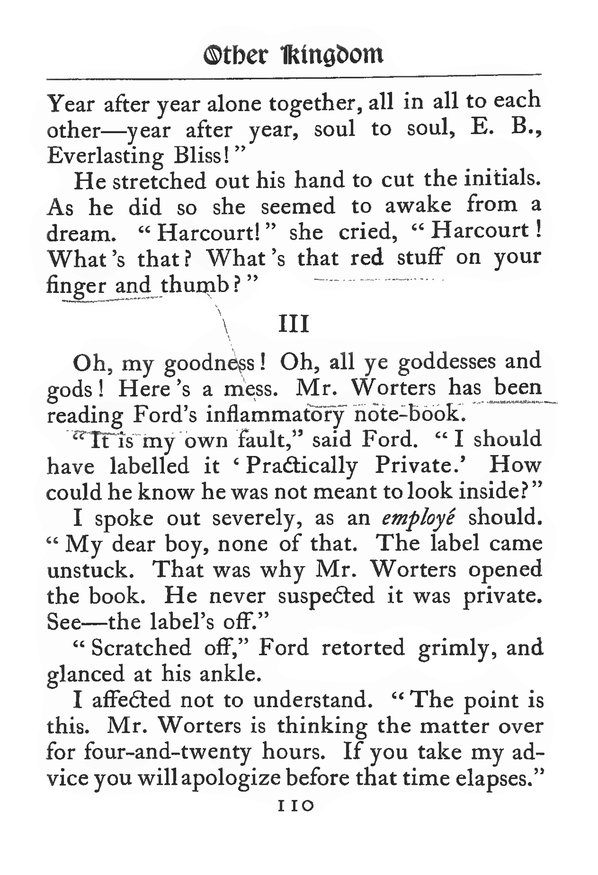 Other Kingdom
Year after year alone together, all in all to each
other—year after year, soul to soul, E. B.,
Everlasting Bliss!”
He stretched out his hand to cut the initials.
As he did so she seemed to awake from a
dream. “Harcourt!” she cried, “Harcourt!
What’s that? What’s that red stuff on your
finger and thumb?”
III
Oh, my goodness! Oh, all ye goddesses and
gods! Here’s a mess. Mr. Worters has been
reading Ford’s inflammatory note-book.
“It is my own fault,” said Ford. “I should
have labelled it ‘Practically Private.’ How
could he know he was not meant to look inside?”
I spoke out severely, as an employé should.
“My dear boy, none of that. The label came
unstuck. That was why Mr. Worters opened
the book. He never suspected it was private.
See—the label’s off.”
“Scratched off,” Ford retorted grimly, and
glanced at his ankle.
I affected not to understand. “The point is
this. Mr. Worters is thinking the matter over
for four-and-twenty hours. If you take my ad-
vice you will apologize before that time elapses.”
110